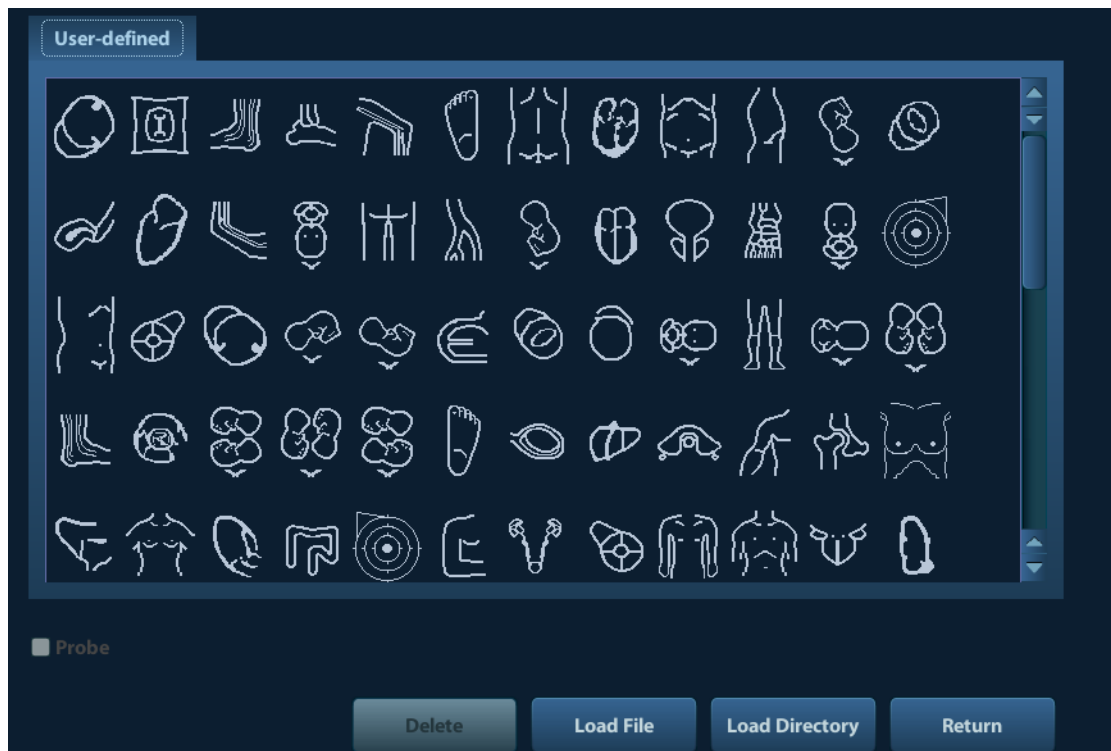 User-defined
Probe
Delete
Load File
Load Directory
Return